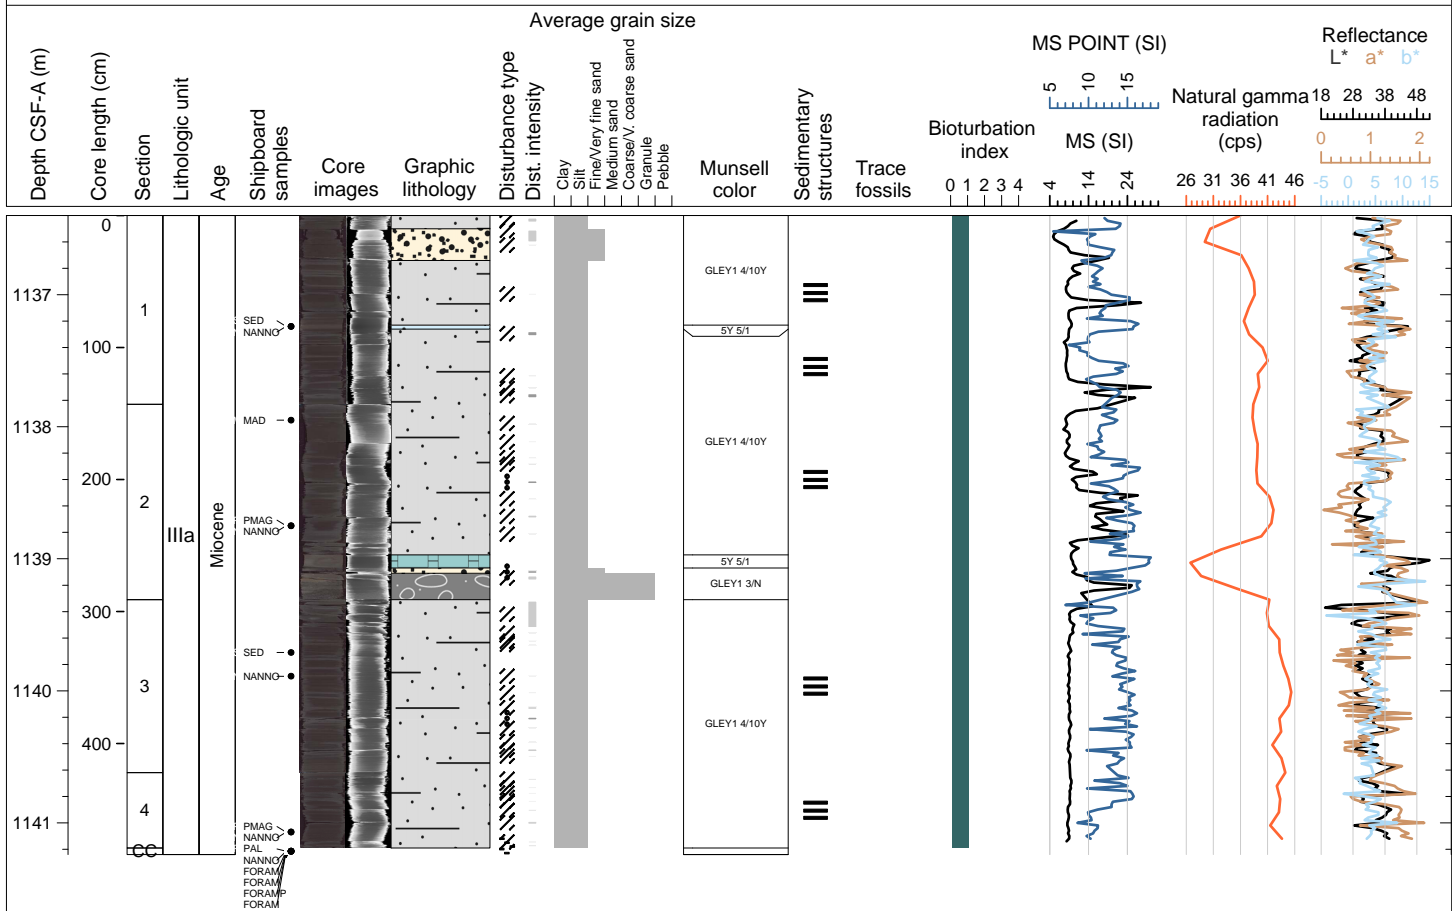 Average grain size
Depth CSF-A (m)
Core length (cm)
Section
Lithologic unit
Age
Shipboard
samples
Core
images
Graphic
lithology
Disturbance type
Dist. intensity
Clay
Silt
Fine/Very fine sand
Medium sand
Coarse/V. coarse sand
Granule
Pebble
Munsell
color
Sedimentary
structures
Trace
fossils
Bioturbation
index
0 1 2 3 4
MS POINT (SI)
5 10 15
MS (SI)
4 14 24
Natural gamma
radiation
(cps)
26 31 36 41 46
Reflectance
L* a* b*
18 28 38 48
0 1 2
-5 0 5 10 15
0
1137
100
1138
200
1139
300
1140
400
1141
1
2
3
4
CC
IIIa
Miocene
SED
NANNO
MAD
PMAG
NANNO
SED
NANNO
PMAG
NANNO
PAL
NANNO
FORAM
FORAM
FORAMP
FORAM
GLEY1 4/10Y
5Y 5/1
GLEY1 4/10Y
5Y 5/1
GLEY1 3/N
GLEY1 4/10Y